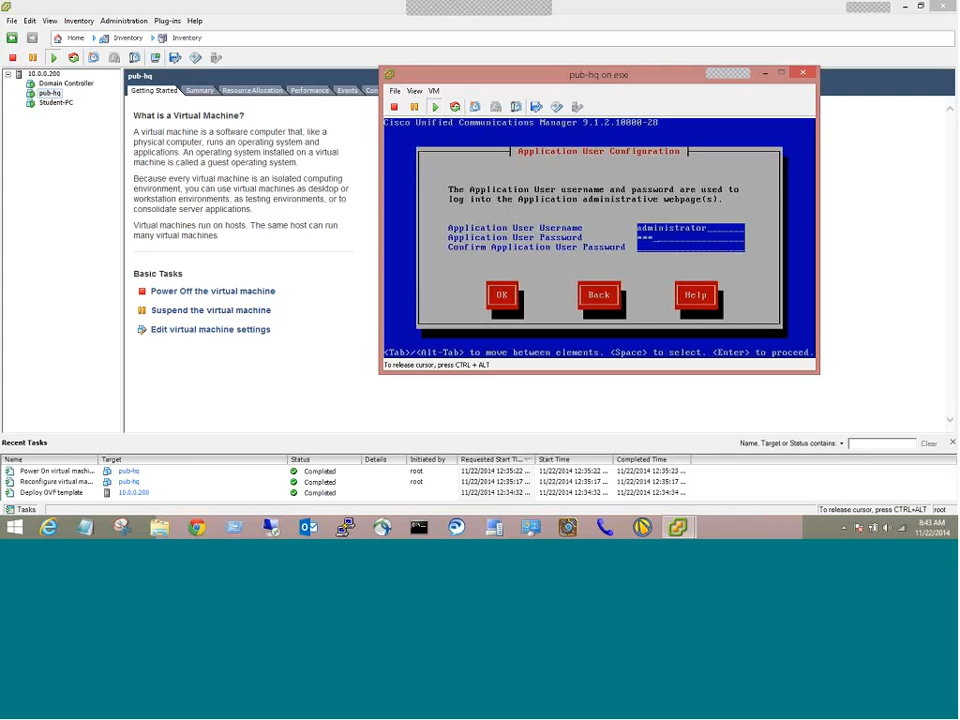 File Edit View Inventory Administration Plug-ins Help
Home Inventory Inventory
10.0.0.200
Domain Controller
pub-hq
Student-PC
pub-hq
Getting Started Summary Resource Allocation Performance Events Con
What is a Virtual Machine?
A virtual machine is a software computer that, like a
physical computer, runs an operating system and
applications. An operating system installed on a virtual
machine is called a guest operating system.
Because every virtual machine is an isolated computing
environment, you can use virtual machines as desktop or
workstation environments, as testing environments, or to
consolidate server applications.
Virtual machines run on hosts. The same host can run
many virtual machines.
Basic Tasks
Power Off the virtual machine
Suspend the virtual machine
Edit virtual machine settings
pub-hq on esxi
File View VM
Cisco Unified Communications Manager 9.1.2.10000-28
Application User Configuration
The Application User username and password are used to
log into the Application administrative webpage(s).
Application User Username administrator______
Application User Password ***
Confirm Application User Password
OK Back Help
<Tab>/<Alt-Tab> to move between elements. <Space> to select. <Enter> to proceed.
To release cursor, press CTRL + ALT
Recent Tasks
Name, Target or Status contains: Clear
Name Target Status Details Initiated by Requested Start Ti... Start Time Completed Time
Power On virtual machi... pub-hq Completed root 11/22/2014 12:35:22 ... 11/22/2014 12:35:22 ... 11/22/2014 12:35:23 ...
Reconfigure virtual ma... pub-hq Completed root 11/22/2014 12:35:17 ... 11/22/2014 12:35:17 ... 11/22/2014 12:35:17 ...
Deploy OVF template 10.0.0.200 Completed root 11/22/2014 12:34:32 ... 11/22/2014 12:34:32 ... 11/22/2014 12:34:34 ...
Tasks To release cursor, press CTRL+ALT root
8:43 AM
11/22/2014